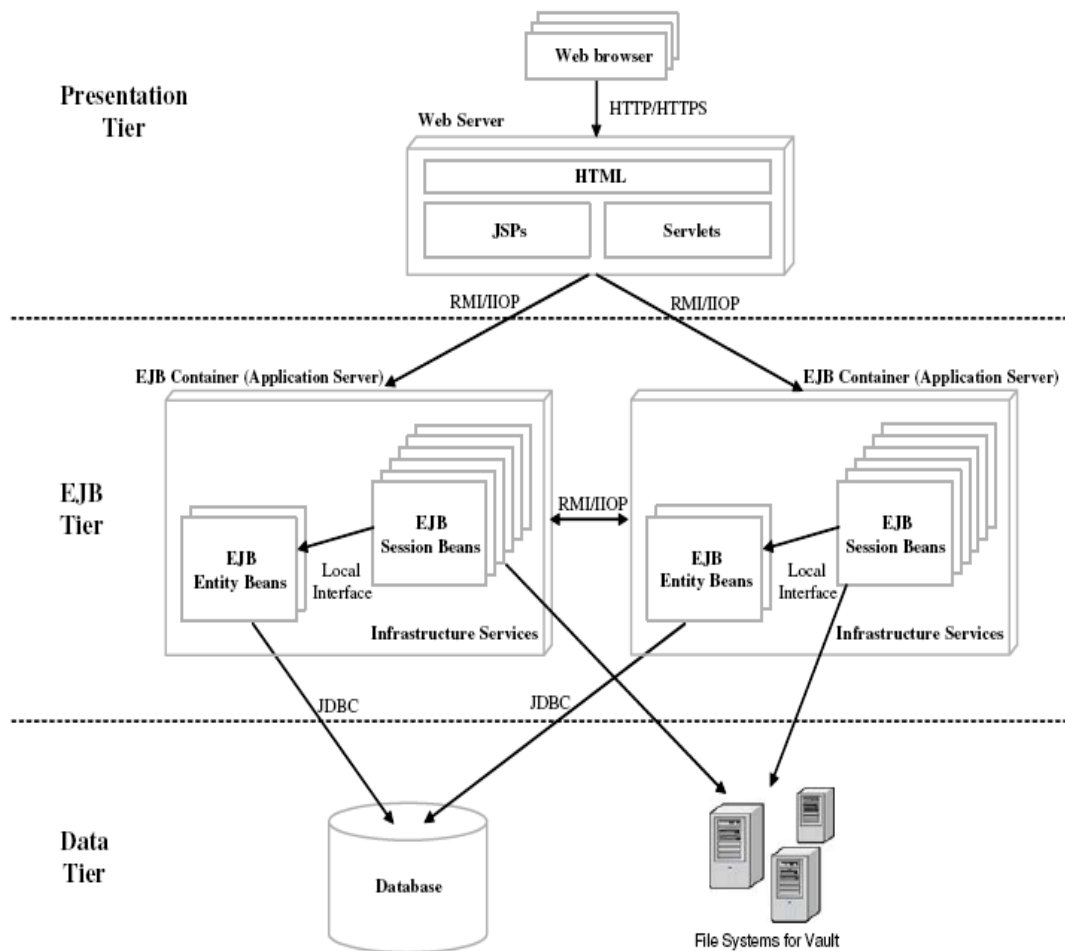 Web browser
Presentation
Tier
HTTP/HTTPS
Web Server
HTML
JSPs
Servlets
RMI/IIOP
RMI/IIOP
EJB Container (Application Server)
EJB Container (Application Server)
EJB
Tier
EJB
Session Beans
EJB
Entity Beans
Local
Interface
Infrastructure Services
RMI/IIOP
EJB
Session Beans
EJB
Entity Beans
Local
Interface
Infrastructure Services
JDBC
JDBC
Data
Tier
Database
File Systems for Vault